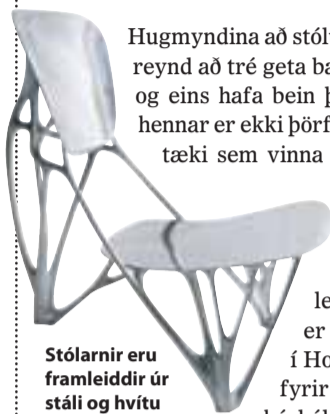 Hugmyndina að stólu
reynd að tré geta ba
og eins hafa bein þ
hennar er ekki þörf
tæki sem vinna
le
er
í Ho
fyrir
Stólarnir eru
framleiddir úr
stáli og hvítu